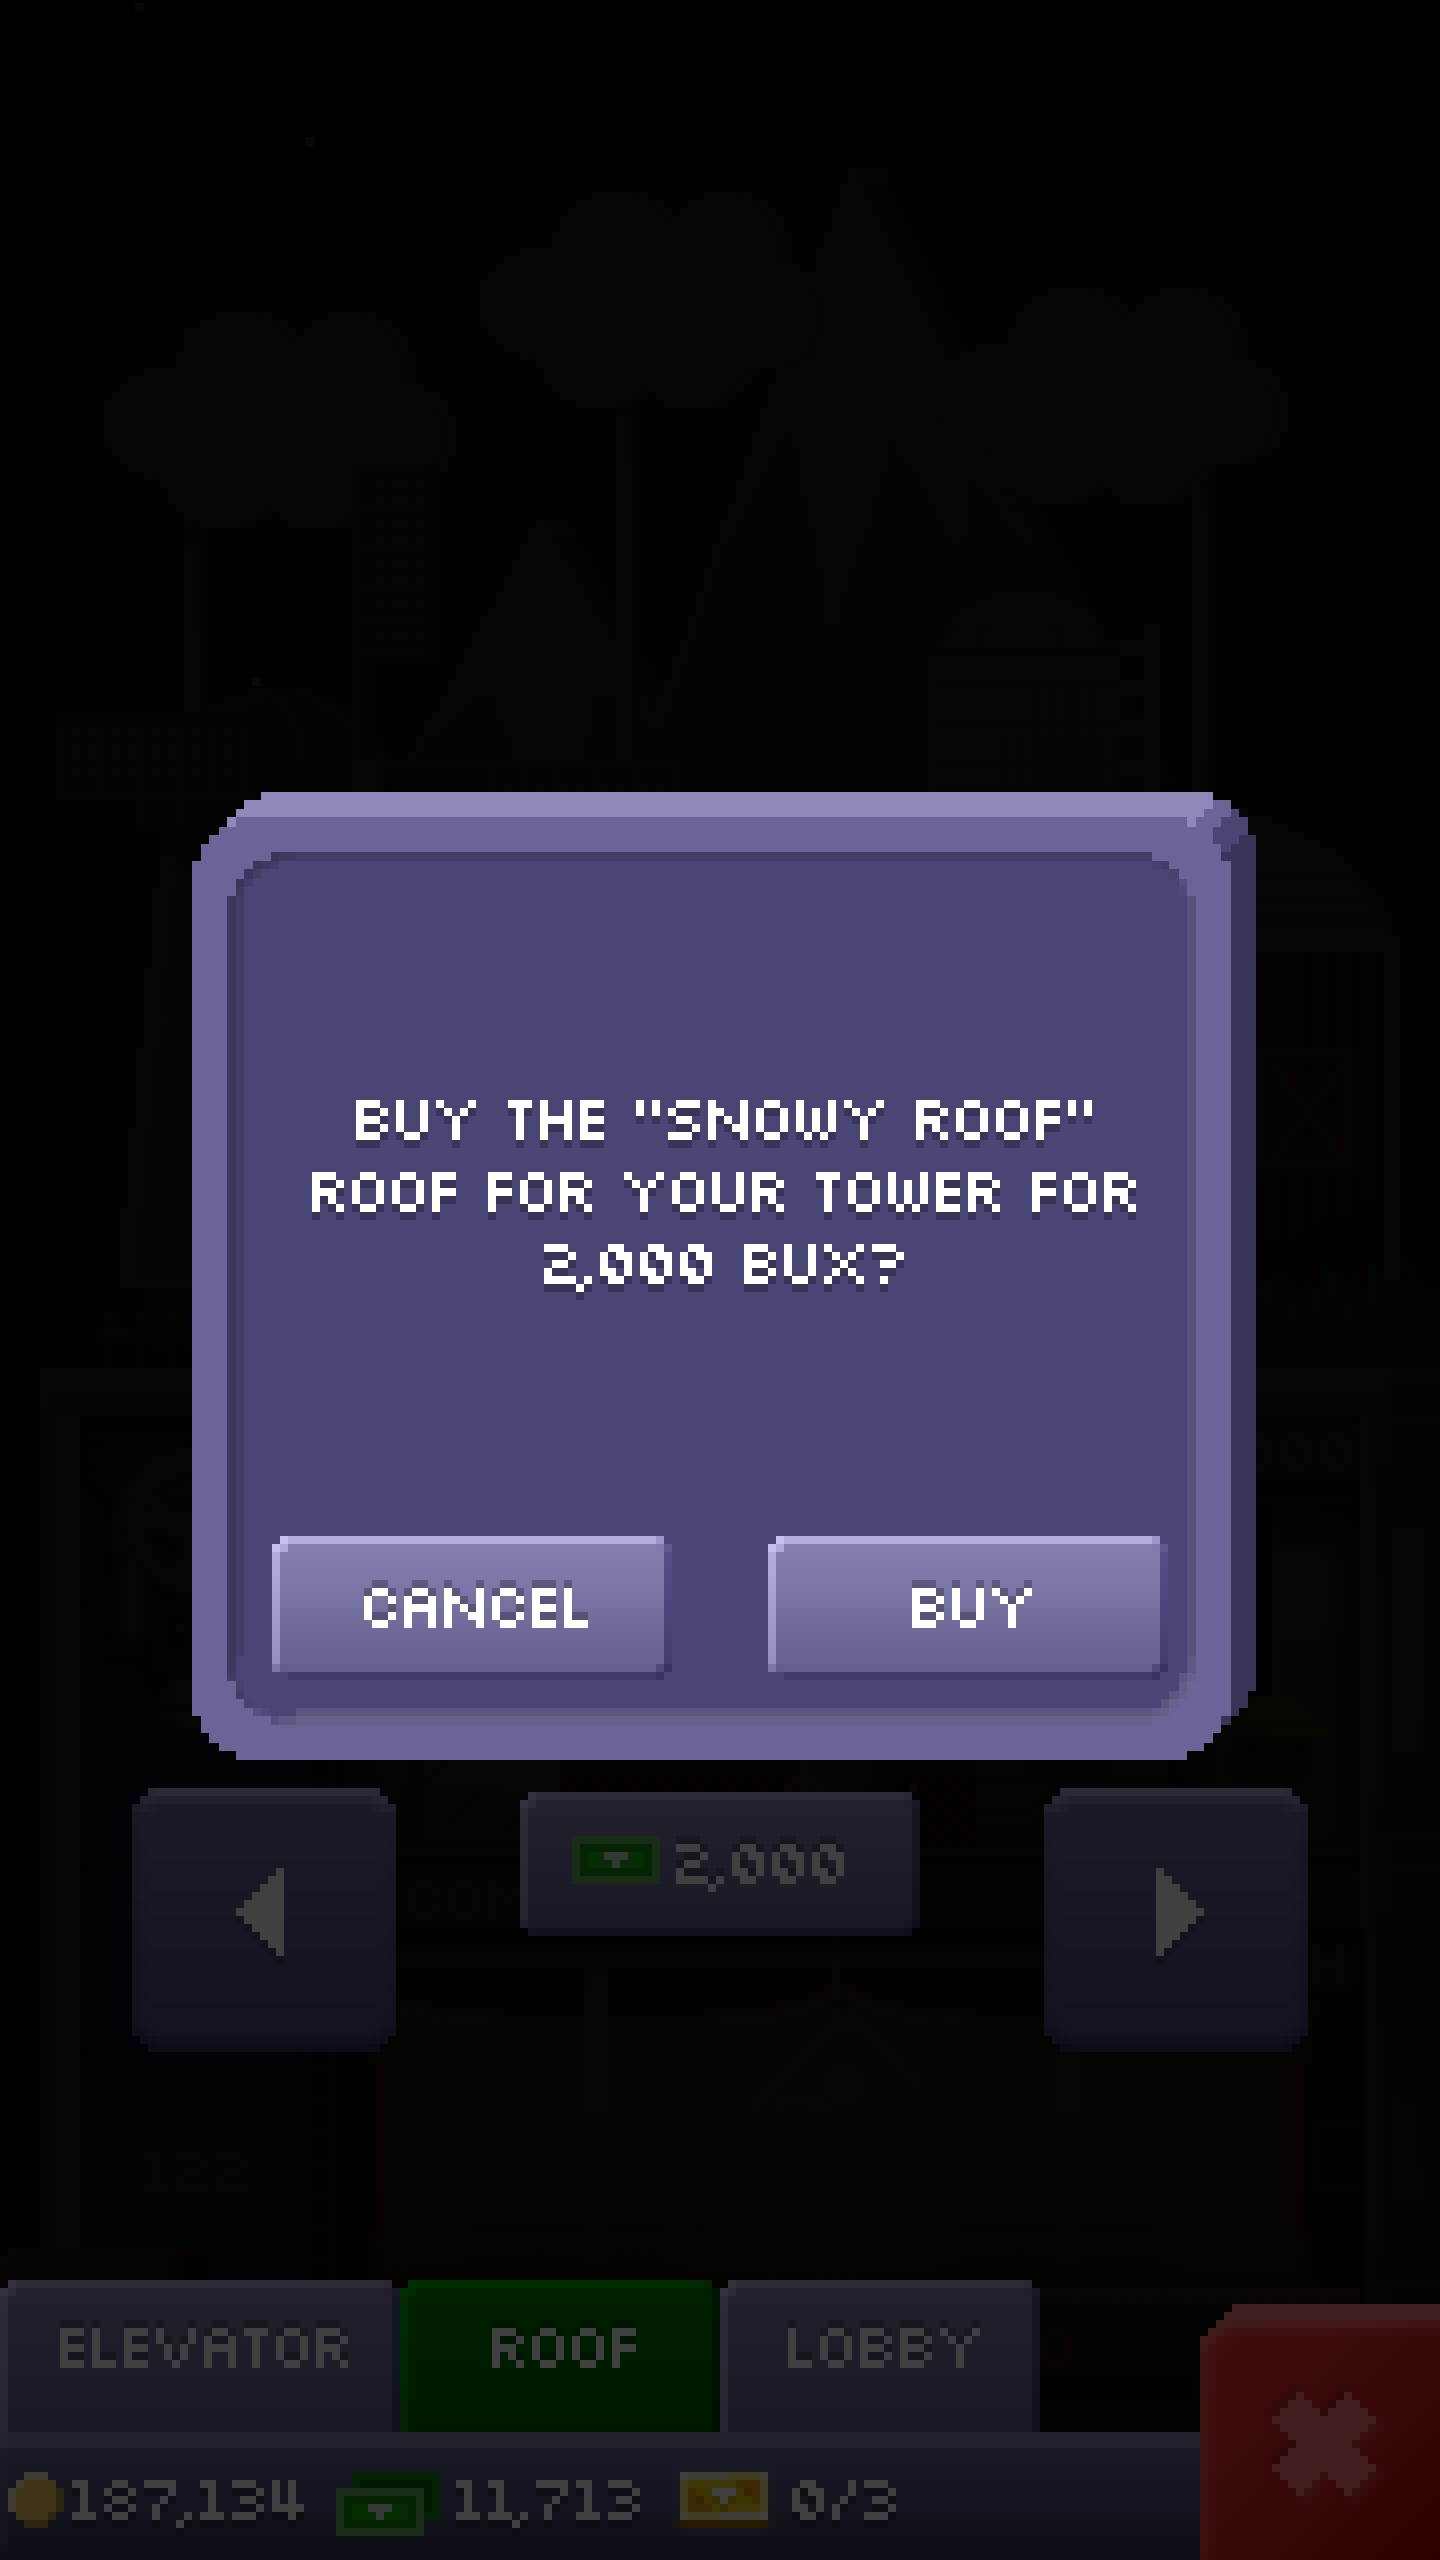 BUY THE "SNOWY ROOF"
ROOF FOR YOUR TOWER FOR
2,000 BUX?
CANCEL
BUY
2,000
122
ELEVATOR
ROOF
LOBBY
187,134
11,713
0/3